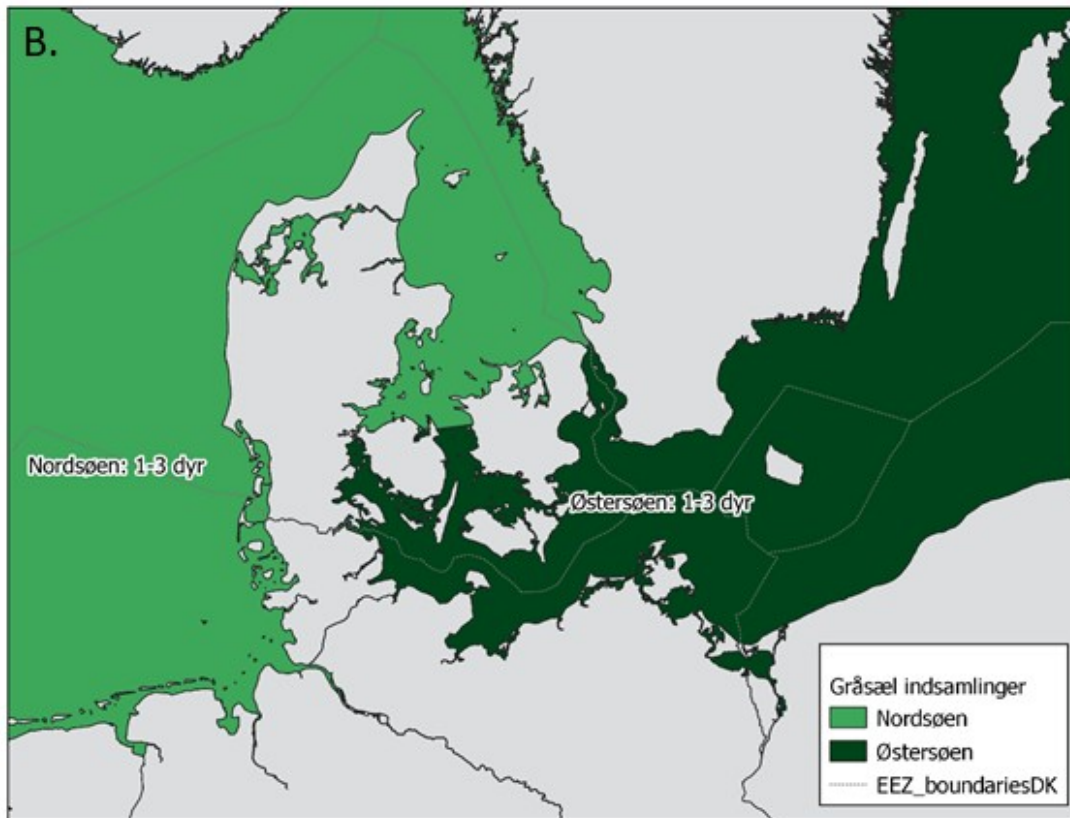 B.
Nordsøen: 1-3 dyr
Østersøen: 1-3 dyr
Gråsæl indsamlinger
Nordsøen
Østersøen
EEZ_boundariesDK